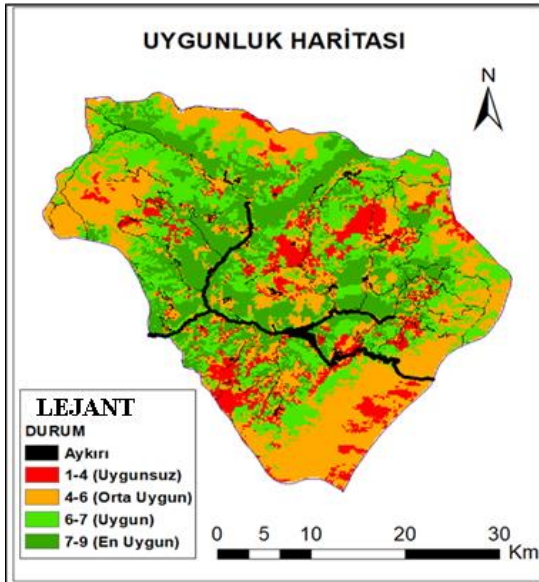 UYGUNLUK HARİTASI
N
LEJANT
DURUM
Aykırı
1-4 (Uygunsuz)
4-6 (Orta Uygun)
6-7 (Uygun)
7-9 (En Uygun)
0 5 10 20 30
Km